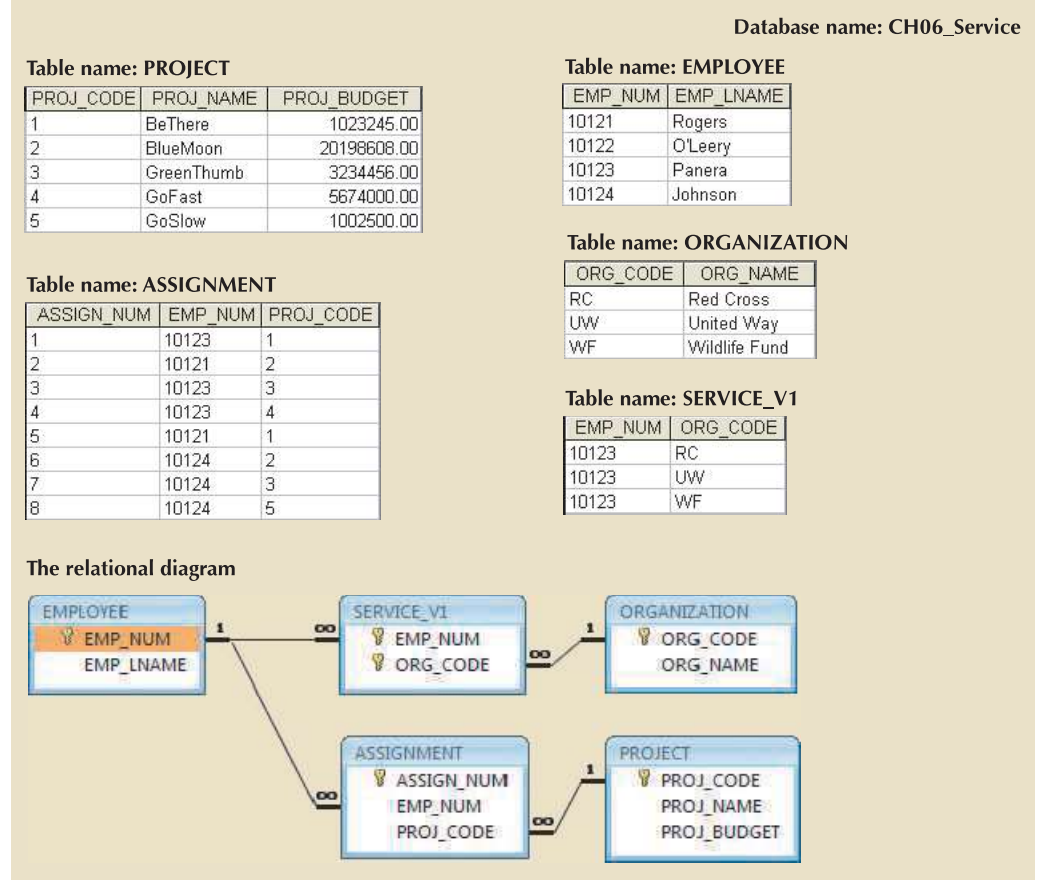 Database name: CH06_Service
Table name: PROJECT
PROJ_CODE PROJ_NAME PROJ_BUDGET
1 BeThere 1023245.00
2 BlueMoon 20198608.00
3 GreenThumb 3234456.00
4 GoFast 5674000.00
5 GoSlow 1002500.00
Table name: EMPLOYEE
EMP_NUM EMP_LNAME
10121 Rogers
10122 O'Leery
10123 Panera
10124 Johnson
Table name: ORGANIZATION
ORG_CODE ORG_NAME
RC Red Cross
UW United Way
WF Wildlife Fund
Table name: ASSIGNMENT
ASSIGN_NUM EMP_NUM PROJ_CODE
1 10123 1
2 10121 2
3 10123 3
4 10123 4
5 10121 1
6 10124 2
7 10124 3
8 10124 5
Table name: SERVICE_V1
EMP_NUM ORG_CODE
10123 RC
10123 UW
10123 WF
The relational diagram
EMPLOYEE
EMP_NUM
EMP_LNAME
1 ∞
SERVICE_V1
EMP_NUM
ORG_CODE
∞ 1
ORGANIZATION
ORG_CODE
ORG_NAME
∞
ASSIGNMENT
ASSIGN_NUM
EMP_NUM
PROJ_CODE
∞ 1
PROJECT
PROJ_CODE
PROJ_NAME
PROJ_BUDGET